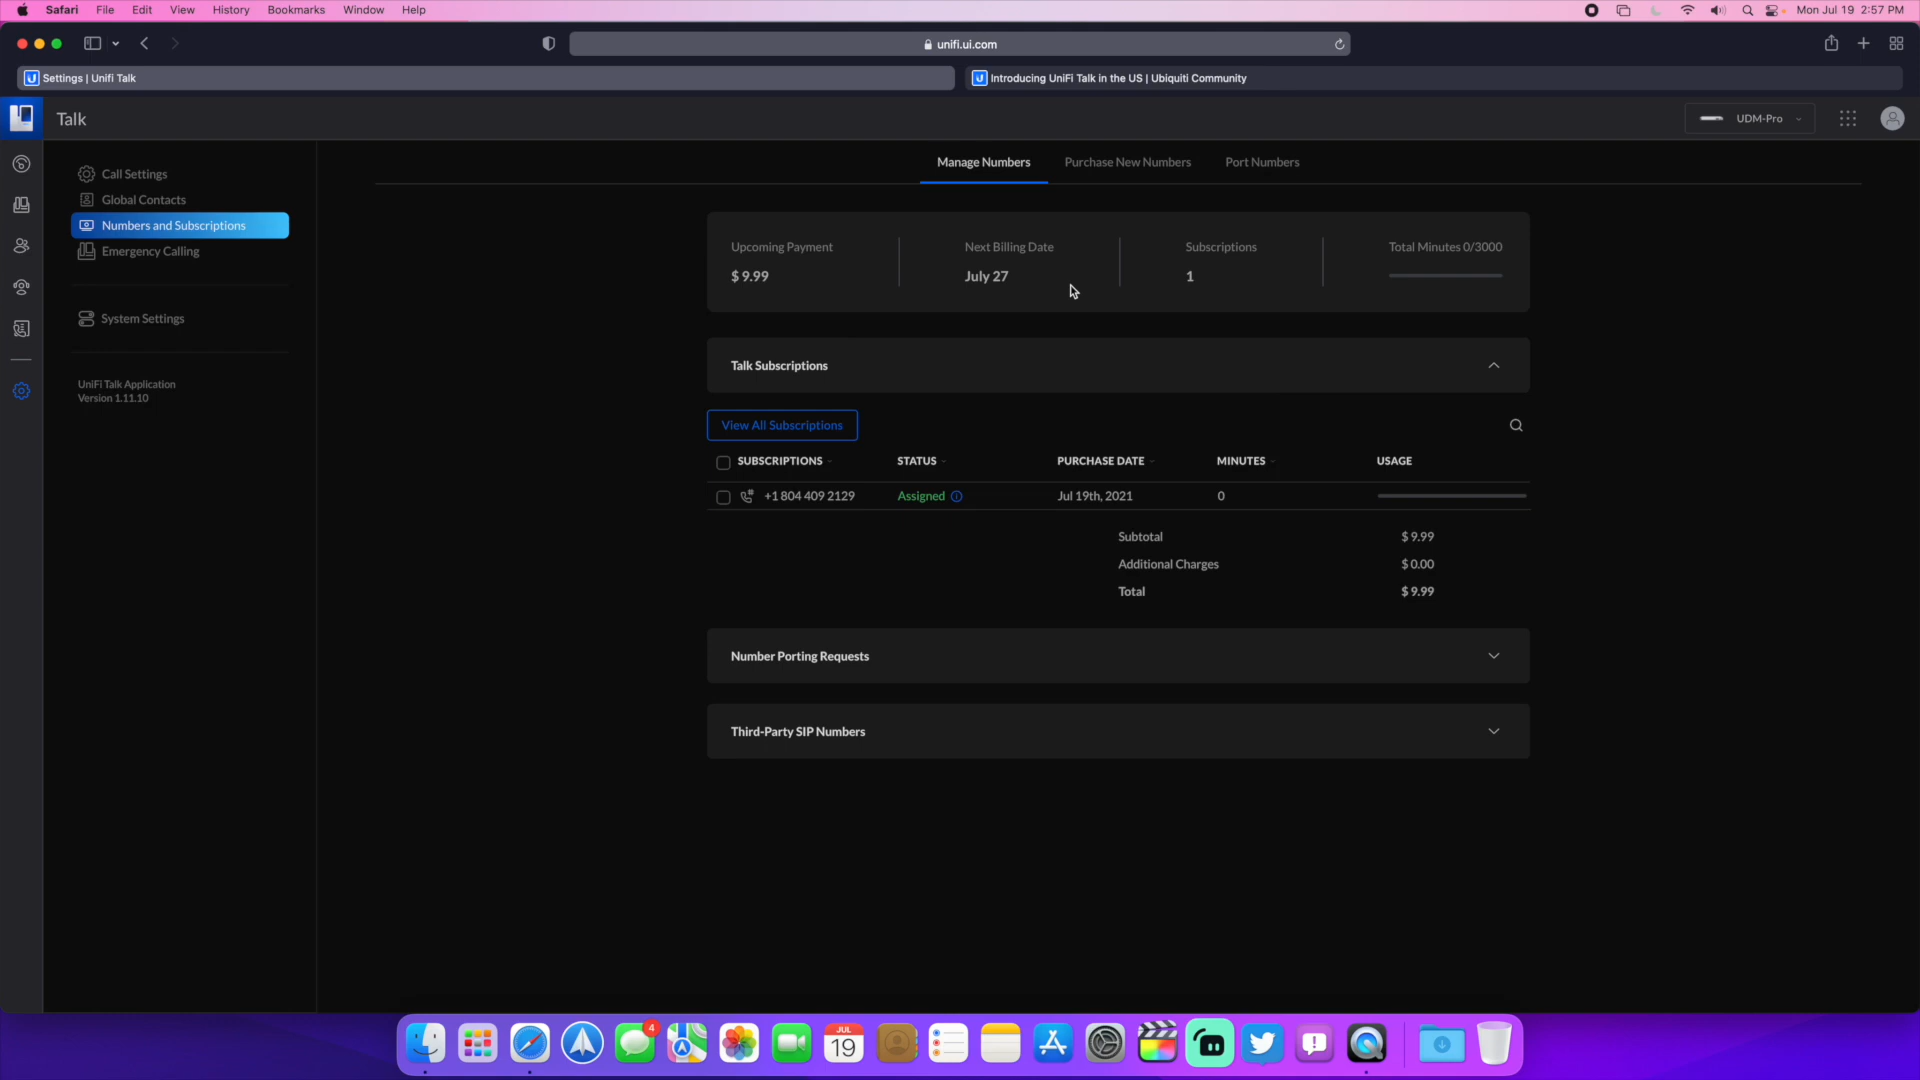 Safari File Edit View History Bookmarks Window Help Mon Jul 19 2:57 PM
unifi.ui.com
Settings | Unifi Talk
Introducing UniFi Talk in the US | Ubiquiti Community
Talk
UDM-Pro
Call Settings
Global Contacts
Numbers and Subscriptions
Emergency Calling
System Settings
UniFi Talk Application
Version 1.11.10
Manage Numbers Purchase New Numbers Port Numbers
Upcoming Payment Next Billing Date Subscriptions Total Minutes 0/3000
$ 9.99 July 27 1
Talk Subscriptions
View All Subscriptions
SUBSCRIPTIONS STATUS PURCHASE DATE MINUTES USAGE
+1 804 409 2129 Assigned Jul 19th, 2021 0
Subtotal $ 9.99
Additional Charges $ 0.00
Total $ 9.99
Number Porting Requests
Third-Party SIP Numbers
4
JUL
19